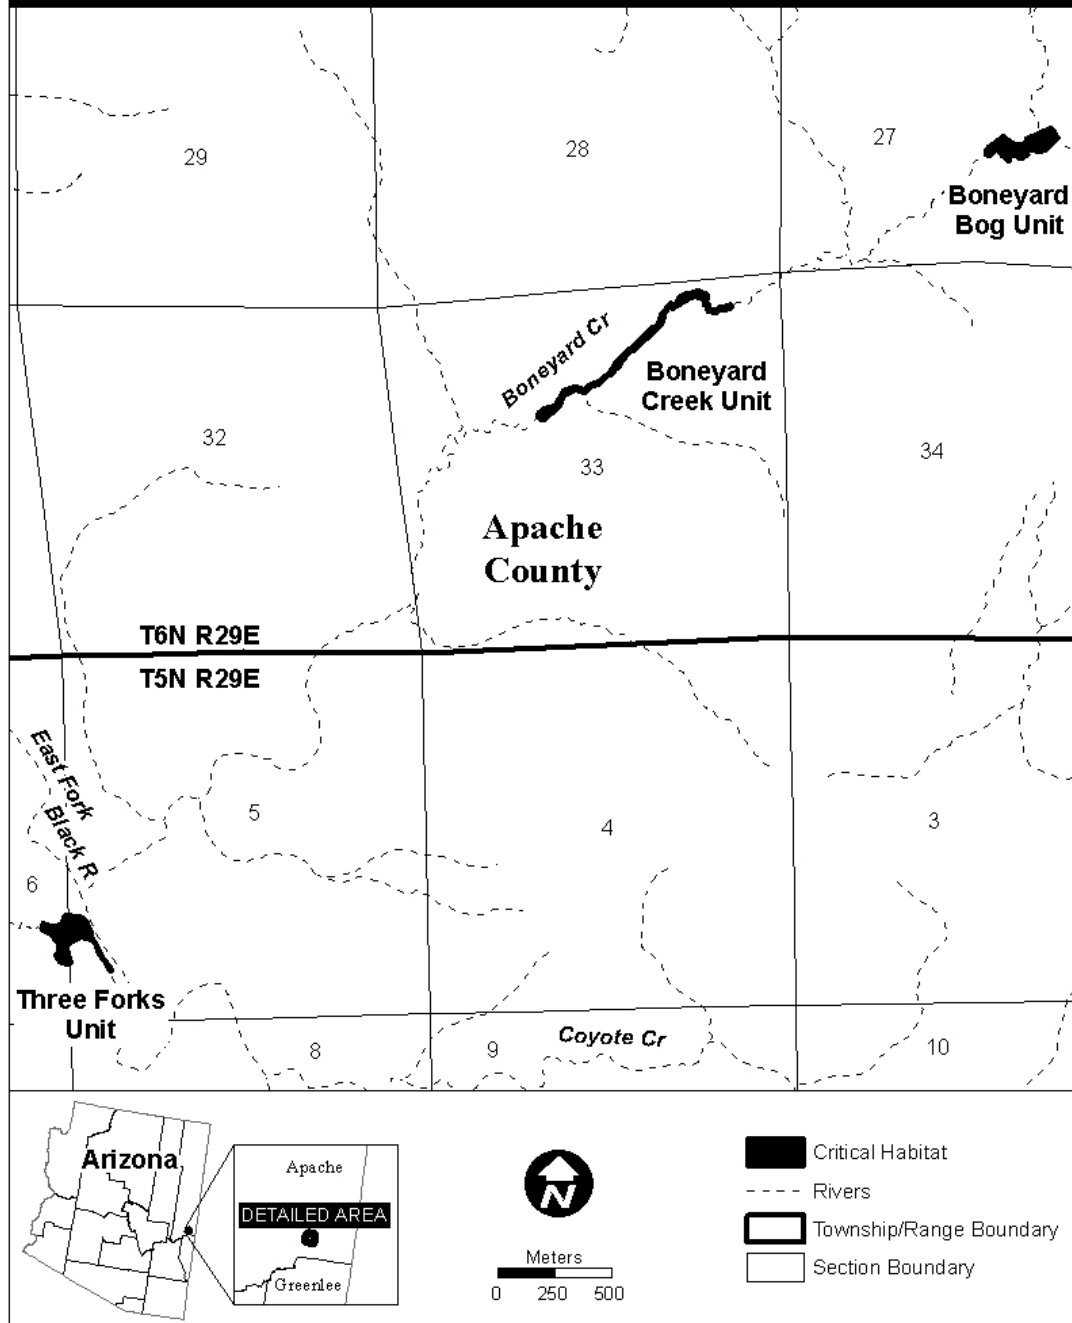 29
28
27
Boneyard
Bog Unit
Boneyard Cr
Boneyard
Creek Unit
32
33
34
Apache
County
T6N R29E
T5N R29E
East Fork
Black R
5
4
3
6
Three Forks
Unit
8
9
Coyote Cr
10
Arizona
Apache
DETAILED AREA
Greenlee
N
Meters
0 250 500
Critical Habitat
Rivers
Township/Range Boundary
Section Boundary